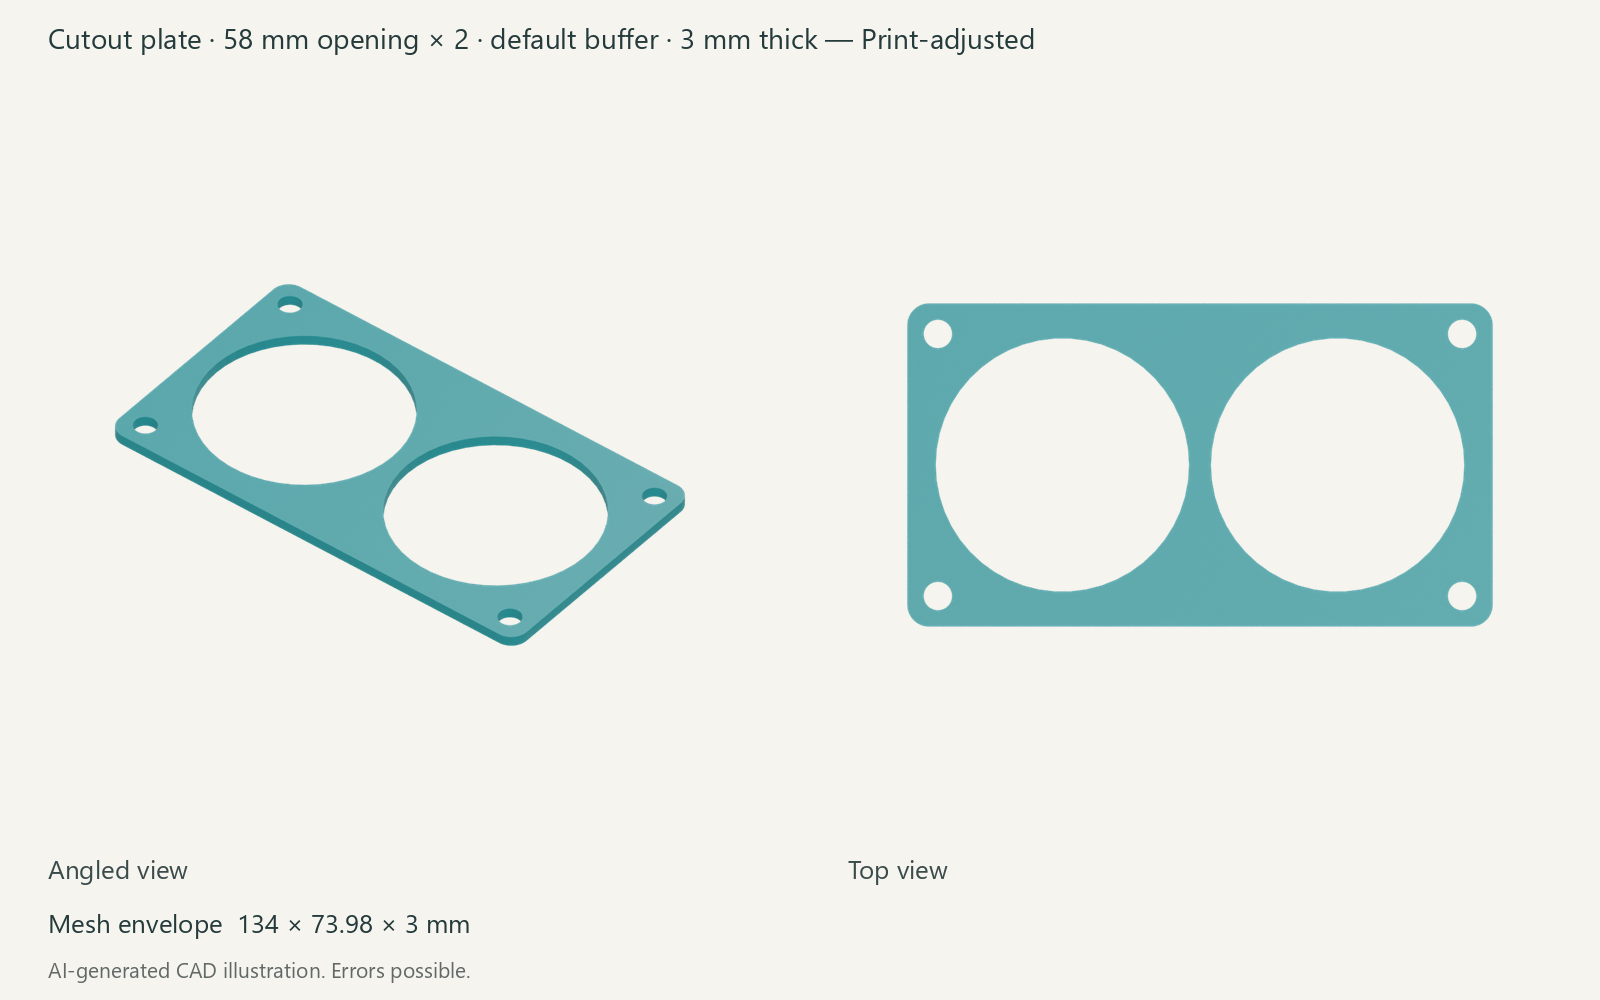 Cutout plate · 58 mm opening × 2 · default buffer · 3 mm thick — Print-adjusted
Angled view
Top view
Mesh envelope 134 × 73.98 × 3 mm
AI-generated CAD illustration. Errors possible.